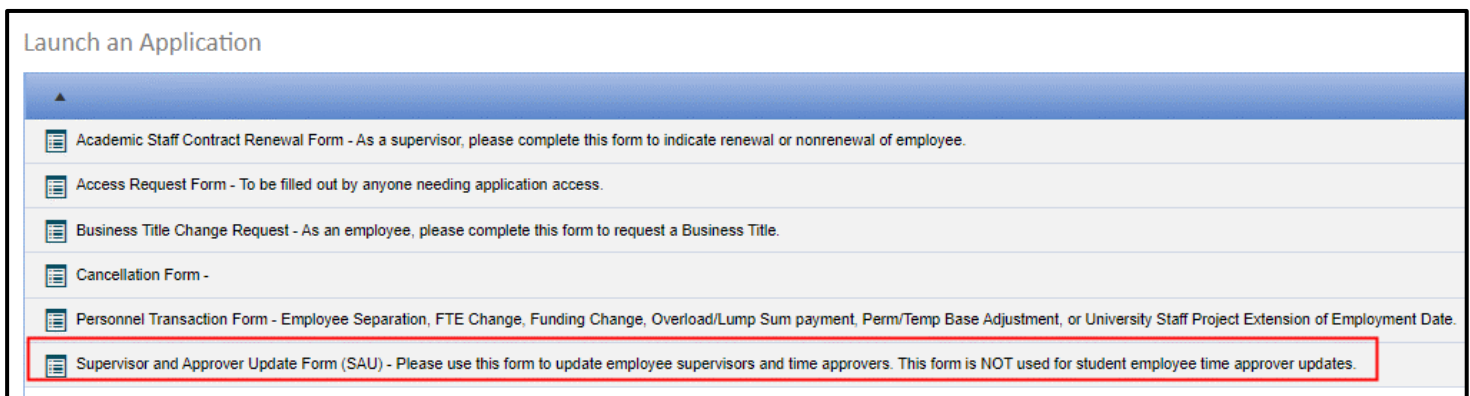 Launch an Application
Academic Staff Contract Renewal Form - As a supervisor, please complete this form to indicate renewal or nonrenewal of employee.
Access Request Form - To be filled out by anyone needing application access.
Business Title Change Request - As an employee, please complete this form to request a Business Title.
Cancellation Form -
Personnel Transaction Form - Employee Separation, FTE Change, Funding Change, Overload/Lump Sum payment, Perm/Temp Base Adjustment, or University Staff Project Extension of Employment Date.
Supervisor and Approver Update Form (SAU) - Please use this form to update employee supervisors and time approvers. This form is NOT used for student employee time approver updates.